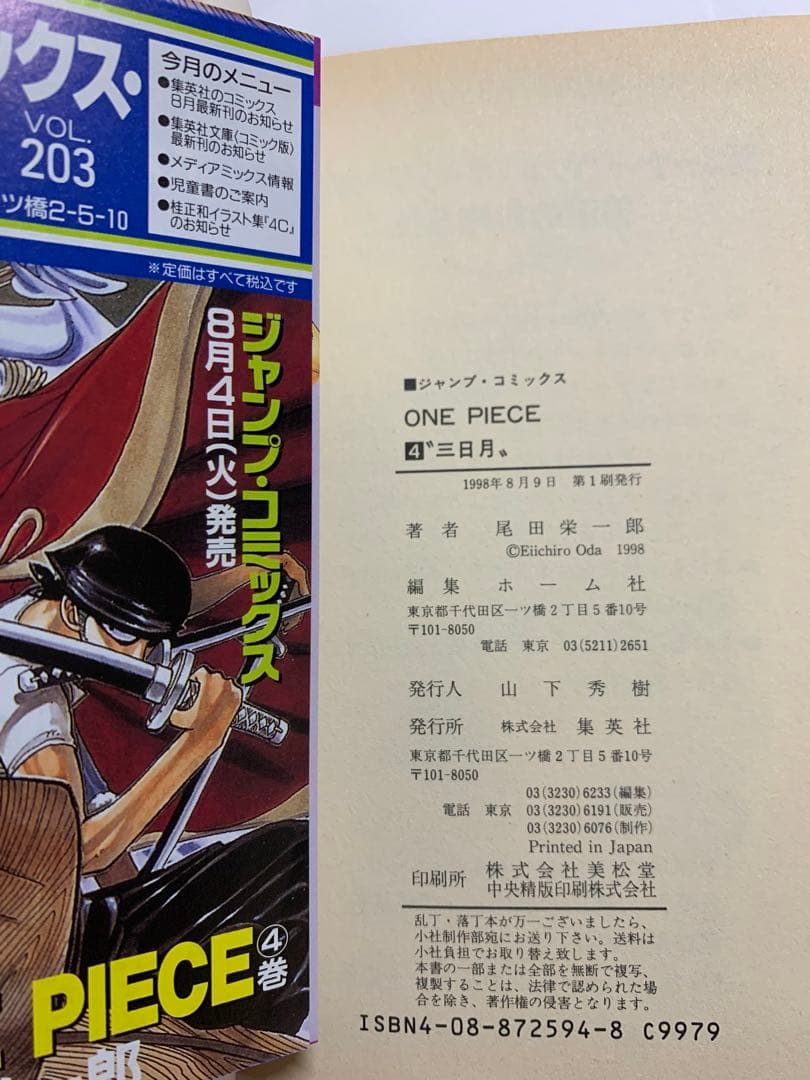 ックス・
VOL.
203
ツ橋2-5-10
今月のメニュー
●集英社のコミックス
8月最新刊のお知らせ
●集英社文庫〈コミック版〉
最新刊のお知らせ
●メディアミックス情報
●児童書のご案内
●桂正和イラスト集『4C』
のお知らせ
※定価はすべて税込です
ジャンプ・コミックス
8月4日(火)発売
PIECE④巻
郎
■ジャンプ・コミックス
ONE PIECE
4〝三日月〟
1998年8月9日 第1刷発行
著者 尾田栄一郎
©Eiichiro Oda 1998
編集 ホーム社
東京都千代田区一ツ橋2丁目5番10号
〒101-8050
電話 東京 03(5211)2651
発行人 山下秀樹
発行所 株式会社 集英社
東京都千代田区一ツ橋2丁目5番10号
〒101-8050
03(3230)6233(編集)
電話 東京 03(3230)6191(販売)
03(3230)6076(制作)
Printed in Japan
印刷所 株式会社美松堂
中央精版印刷株式会社
乱丁・落丁本が万一ございましたら、
小社制作部宛にお送り下さい。送料は
小社負担でお取り替え致します。
本書の一部または全部を無断で複写、
複製することは、法律で認められた場
合を除き、著作権の侵害となります。
ISBN4-08-872594-8 C9979